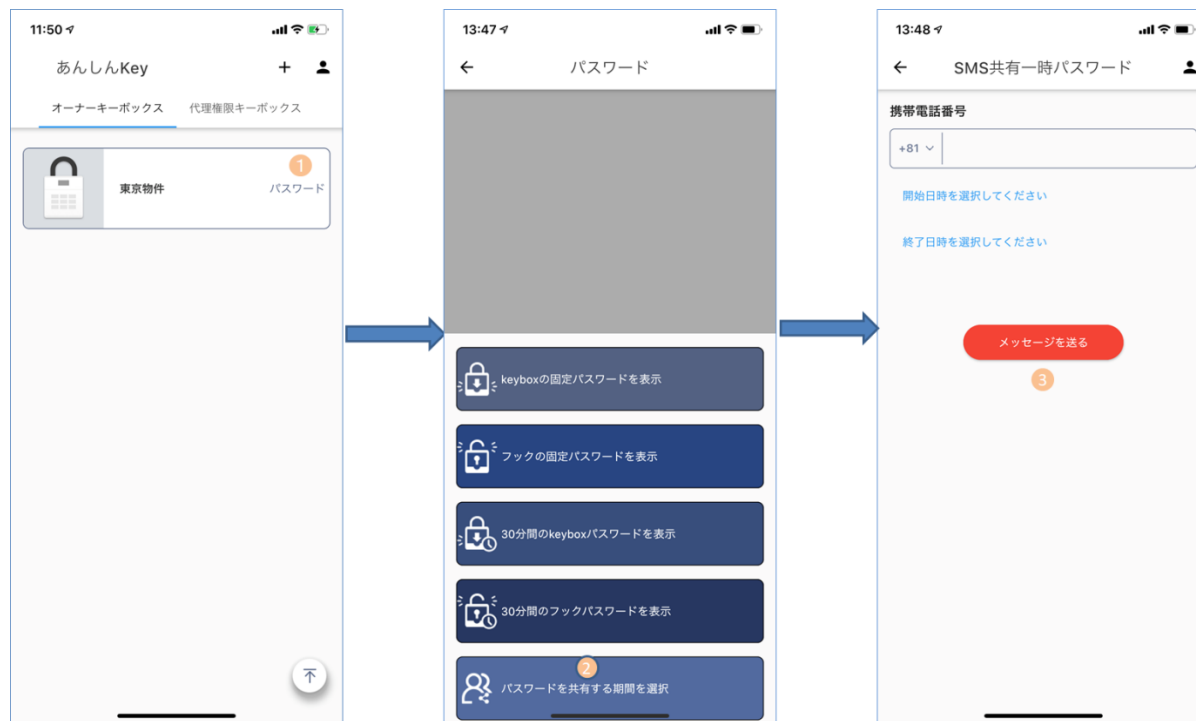 11:50
あんしんKey
オーナーキーボックス 代理権限キーボックス
1
東京物件 パスワード
13:47
パスワード
keyboxの固定パスワードを表示
フックの固定パスワードを表示
30分間のkeyboxパスワードを表示
30分間のフックパスワードを表示
2
パスワードを共有する期間を選択
13:48
SMS共有一時パスワード
携帯電話番号
+81
開始日時を選択してください
終了日時を選択してください
メッセージを送る
3